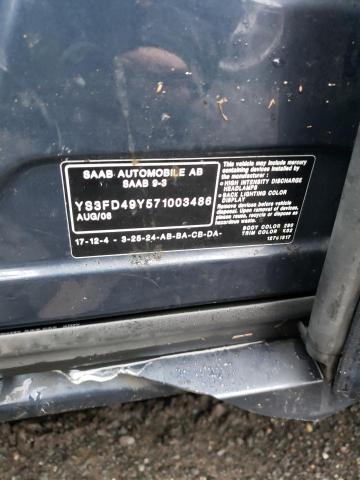 SAAB AUTOMOBILE AB
SAAB 9-3
YS3FD49Y571003486
AUG/06
17-12-4 - 3-25-24-AB-BA-CB-DA-
This vehicle may include mercury
containing devices installed by the
manufacturer:
• HIGH INTENSITY DISCHARGE
HEADLAMPS
• BACK LIGHTING COLOR
DISPLAY
Remove devices before vehicle
disposal. Upon removal of devices
please reuse, recycle or dispose as
hazardous waste.
BODY COLOR
TRIM COLOR